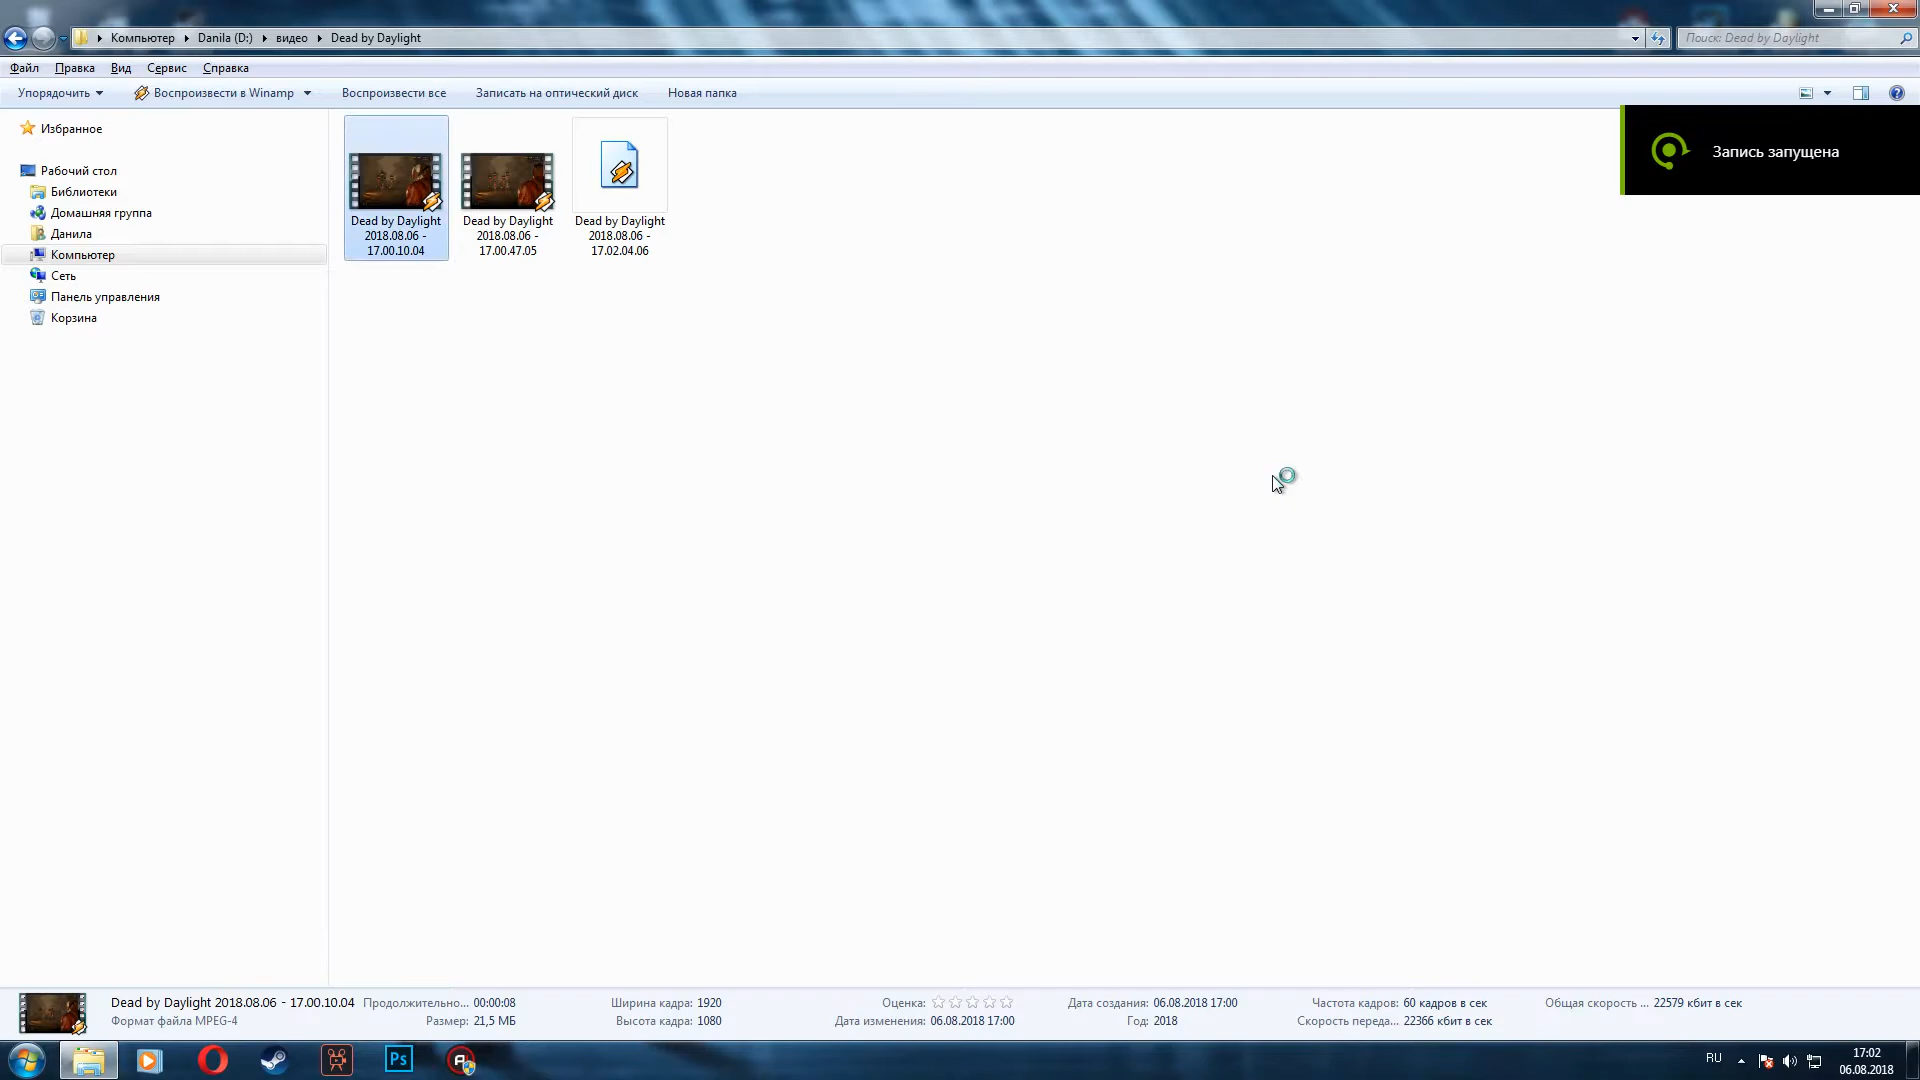 Компьютер Danila (D:) видео Dead by Daylight
Поиск: Dead by Daylight
Файл Правка Вид Сервис Справка
Упорядочить Воспроизвести в Winamp Воспроизвести все Записать на оптический диск Новая папка
Запись запущена
Избранное
Рабочий стол
Библиотеки
Домашняя группа
Данила
Компьютер
Сеть
Панель управления
Корзина
Dead by Daylight
2018.08.06 -
17.00.10.04
Dead by Daylight
2018.08.06 -
17.00.47.05
Dead by Daylight
2018.08.06 -
17.02.04.06
Dead by Daylight 2018.08.06 - 17.00.10.04 Продолжительно... 00:00:08 Ширина кадра: 1920 Оценка: Дата создания: 06.08.2018 17:00 Частота кадров: 60 кадров в сек Общая скорость ... 22579 кбит в сек
Формат файла MPEG-4 Размер: 21,5 МБ Высота кадра: 1080 Дата изменения: 06.08.2018 17:00 Год: 2018 Скорость переда... 22366 кбит в сек
Ps
RU
17:02
06.08.2018